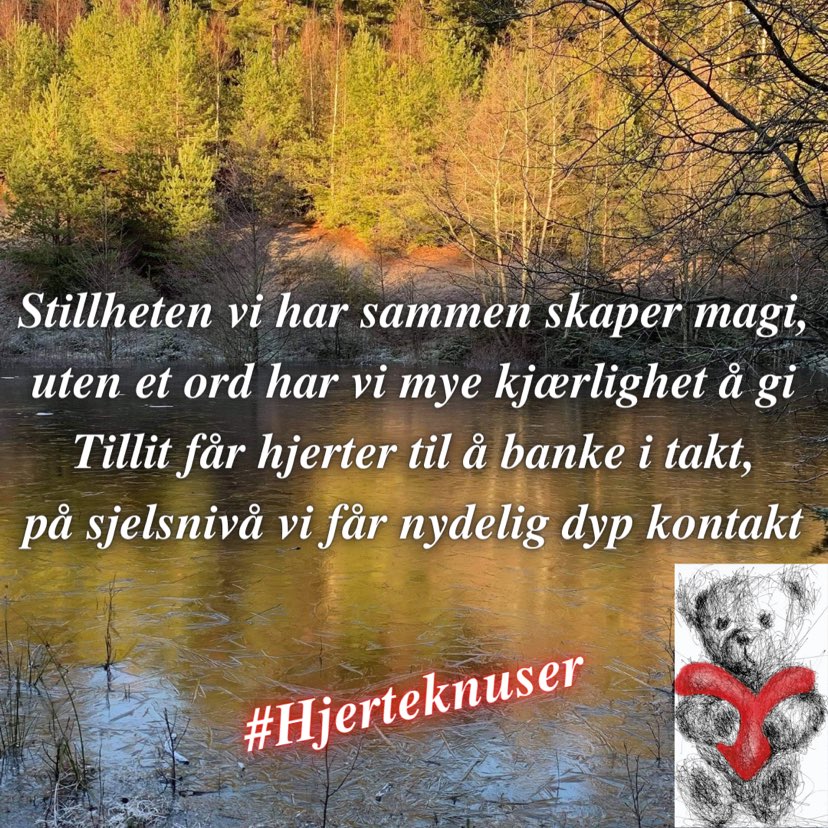 Stillheten vi har sammen skaper magi,
uten et ord har vi mye kjærlighet å gi
Tillit får hjerter til å banke i takt,
på sjelsnivå vi får nydelig dyp kontakt
#Hjerteknuser